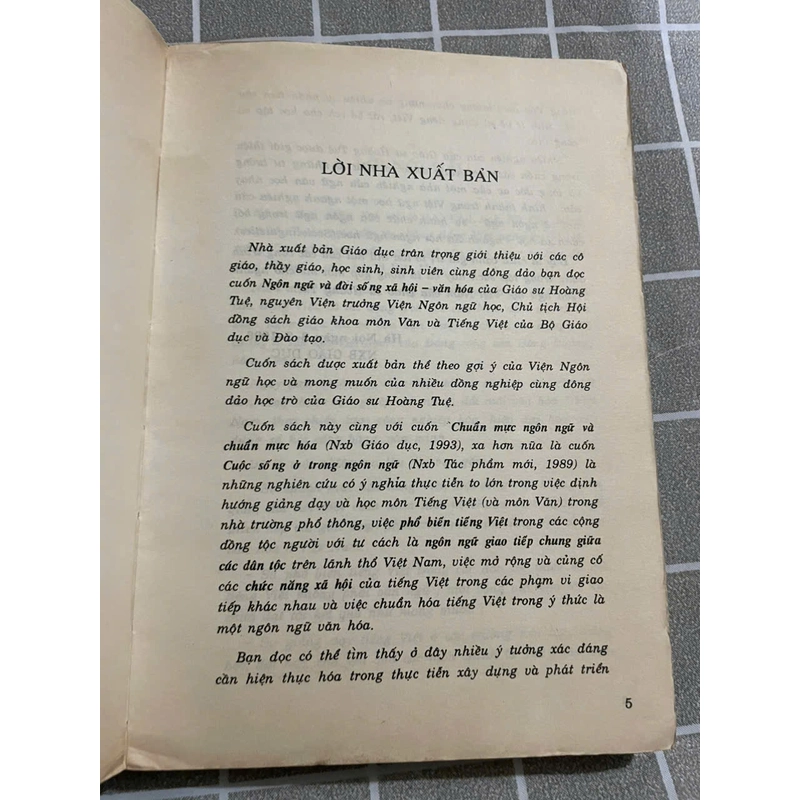 LỜI NHÀ XUẤT BẢN
Nhà xuất bản Giáo dục trân trọng giới thiệu với các cô
giáo, thầy giáo, học sinh, sinh viên cùng đông đảo bạn đọc
cuốn Ngôn ngữ và đời sống xã hội – văn hóa của Giáo sư Hoàng
Tuệ, nguyên Viện trưởng Viện Ngôn ngữ học, Chủ tịch Hội
đồng sách giáo khoa môn Văn và Tiếng Việt của Bộ Giáo
dục và Đào tạo.
Cuốn sách được xuất bản thể theo gợi ý của Viện Ngôn
ngữ học và mong muốn của nhiều đồng nghiệp cùng đông
đảo học trò của Giáo sư Hoàng Tuệ.
Cuốn sách này cùng với cuốn Chuẩn mực ngôn ngữ và
chuẩn mực hóa (Nxb Giáo dục, 1993), xa hơn nữa là cuốn
Cuộc sống ở trong ngôn ngữ (Nxb Tác phẩm mới, 1989) là
những nghiên cứu có ý nghĩa thực tiễn to lớn trong việc định
hướng giảng dạy và học môn Tiếng Việt (và môn Văn) trong
nhà trường phổ thông, việc phổ biến tiếng Việt trong các cộng
đồng tộc người với tư cách là ngôn ngữ giao tiếp chung giữa
các dân tộc trên lãnh thổ Việt Nam, việc mở rộng và củng cố
các chức năng xã hội của tiếng Việt trong các phạm vi giao
tiếp khác nhau và việc chuẩn hóa tiếng Việt trong ý thức là
một ngôn ngữ văn hóa.
Bạn đọc có thể tìm thấy ở đây nhiều ý tưởng xác đáng
cần hiện thực hóa trong thực tiễn xây dựng và phát triển
5